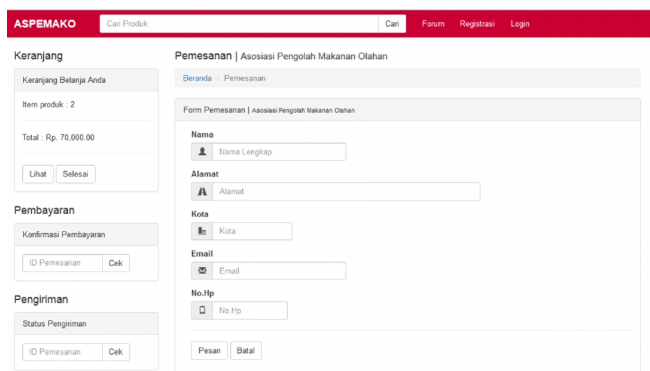 ASPEMAKO Cari Produk Cari Forum Registrasi Login
Keranjang
Keranjang Belanja Anda
Item produk : 2
Total : Rp. 70,000.00
Lihat Selesai
Pembayaran
Konfirmasi Pembayaran
ID Pemesanan Cek
Pengiriman
Status Pengiriman
ID Pemesanan Cek
Pemesanan | Asosiasi Pengolah Makanan Olahan
Beranda / Pemesanan
Form Pemesanan | Asosiasi Pengolah Makanan Olahan
Nama
Nama Lengkap
Alamat
Alamat
Kota
Kota
Email
Email
No.Hp
No.Hp
Pesan Batal